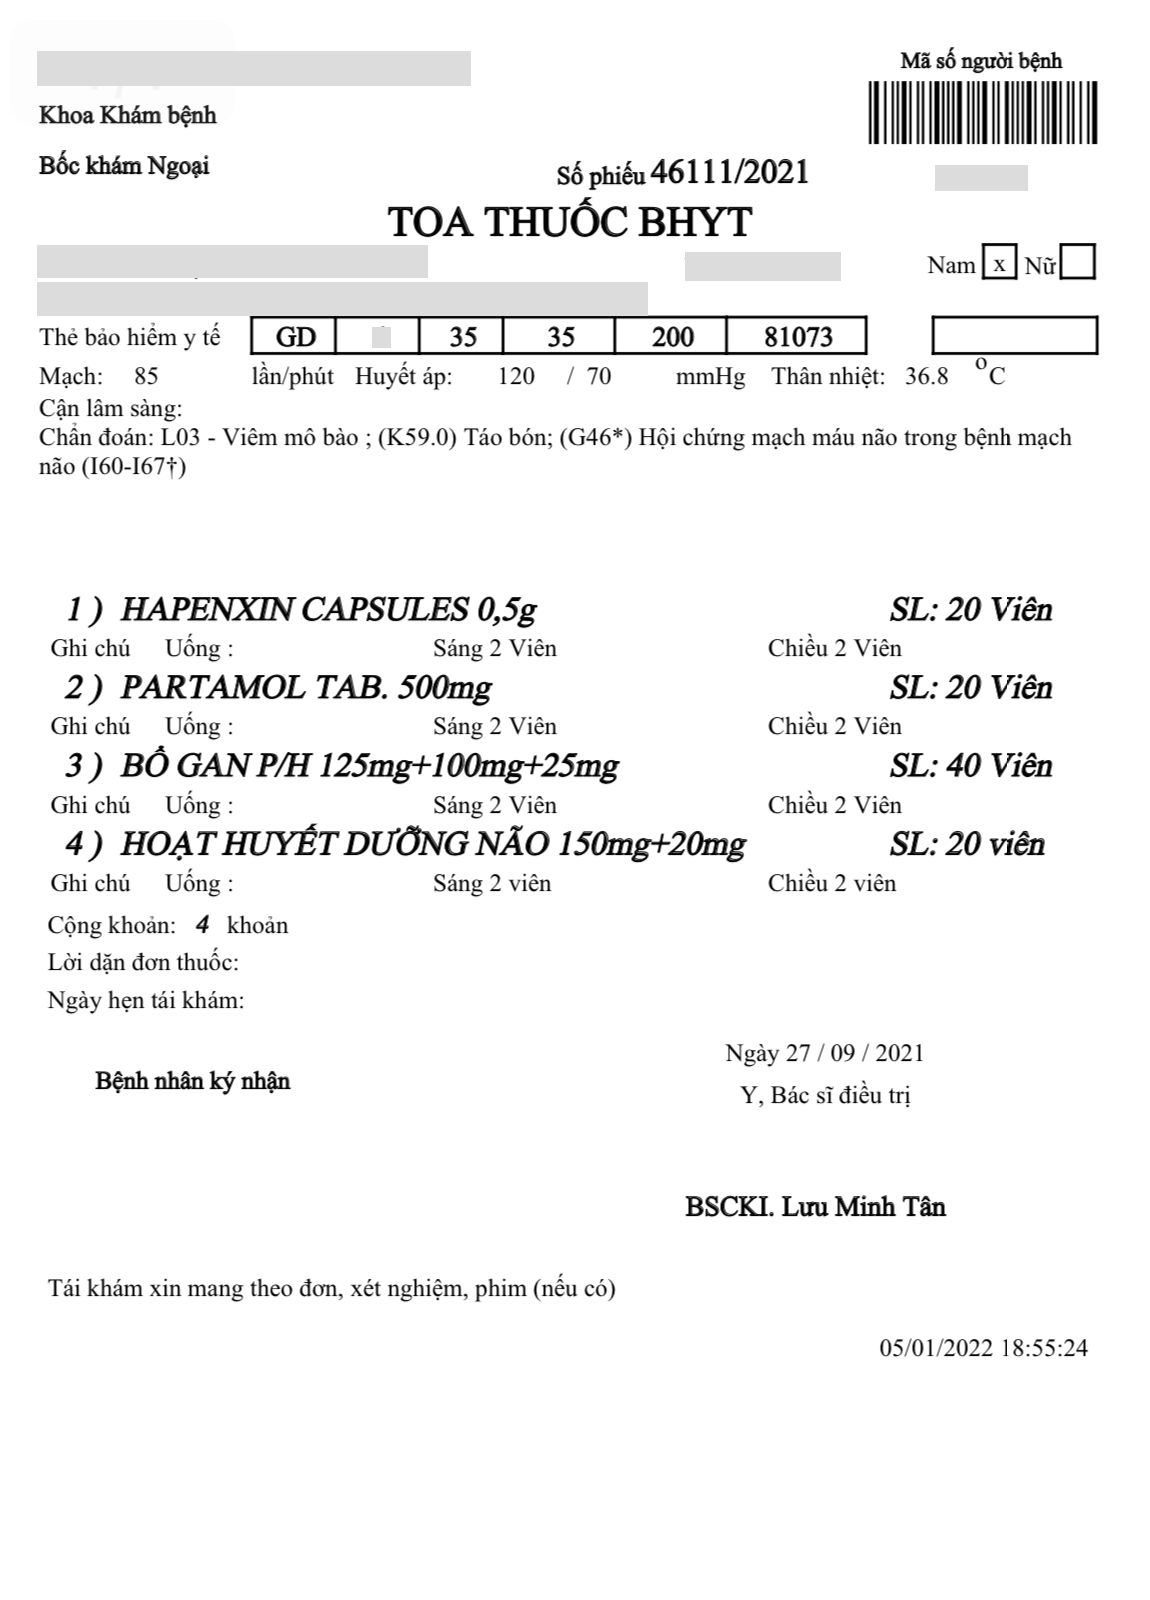 Mã số người bệnh
Khoa Khám bệnh
Bốc khám Ngoại
Số phiếu 46111/2021
TOA THUỐC BHYT
Nam x Nữ
Thẻ bảo hiểm y tế GD 35 35 200 81073
Mạch: 85 lần/phút Huyết áp: 120 / 70 mmHg Thân nhiệt: 36.8 °C
Cận lâm sàng:
Chẩn đoán: L03 - Viêm mô bào ; (K59.0) Táo bón; (G46*) Hội chứng mạch máu não trong bệnh mạch
não (I60-I67†)
1 ) HAPENXIN CAPSULES 0,5g SL: 20 Viên
Ghi chú Uống : Sáng 2 Viên Chiều 2 Viên
2 ) PARTAMOL TAB. 500mg SL: 20 Viên
Ghi chú Uống : Sáng 2 Viên Chiều 2 Viên
3 ) BỔ GAN P/H 125mg+100mg+25mg SL: 40 Viên
Ghi chú Uống : Sáng 2 Viên Chiều 2 Viên
4 ) HOẠT HUYẾT DƯỠNG NÃO 150mg+20mg SL: 20 viên
Ghi chú Uống : Sáng 2 viên Chiều 2 viên
Cộng khoản: 4 khoản
Lời dặn đơn thuốc:
Ngày hẹn tái khám:
Ngày 27 / 09 / 2021
Bệnh nhân ký nhận
Y, Bác sĩ điều trị
BSCKI. Lưu Minh Tân
Tái khám xin mang theo đơn, xét nghiệm, phim (nếu có)
05/01/2022 18:55:24